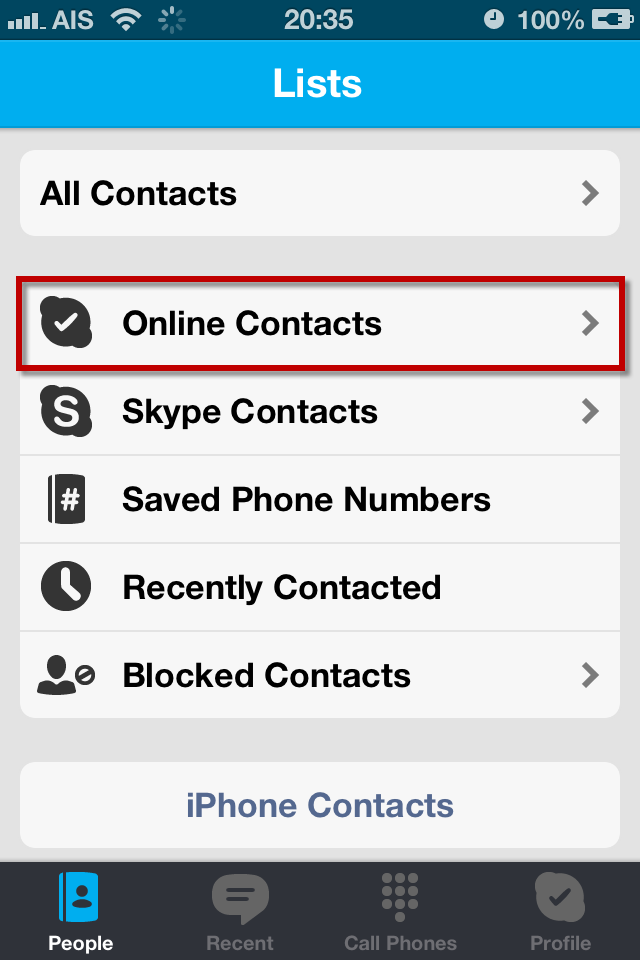 AIS 20:35 100%
Lists
All Contacts
Online Contacts
S Skype Contacts
# Saved Phone Numbers
Recently Contacted
Blocked Contacts
iPhone Contacts
People Recent Call Phones Profile